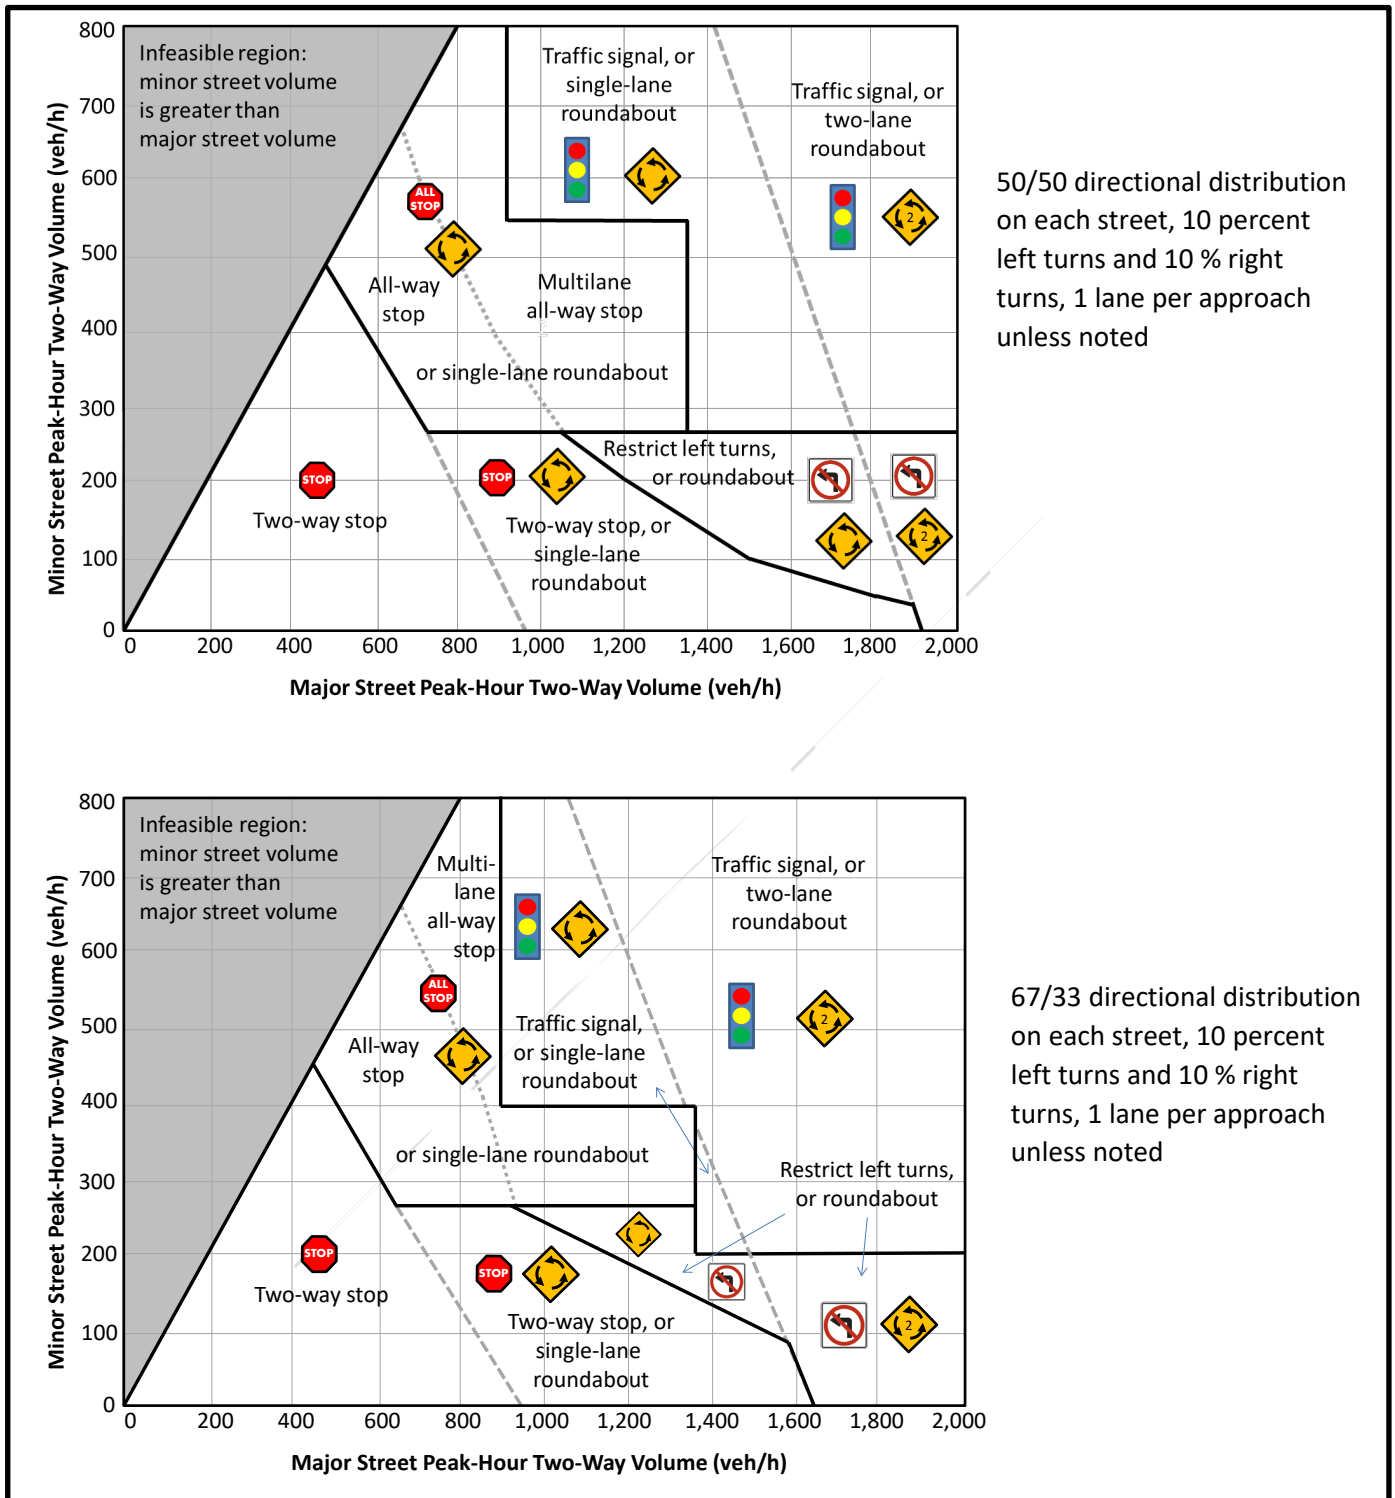 800
700
600
500
400
300
200
100
0
Minor Street Peak-Hour Two-Way Volume (veh/h)
Infeasible region:
minor street volume
is greater than
major street volume
Traffic signal, or
single-lane
roundabout
Traffic signal, or
two-lane
roundabout
ALL
STOP
2
All-way
stop
Multilane
all-way stop
or single-lane roundabout
Restrict left turns,
or roundabout
STOP
STOP
Two-way stop
Two-way stop, or
single-lane
roundabout
2
0
200
400
600
800
1,000
1,200
1,400
1,600
1,800
2,000
Major Street Peak-Hour Two-Way Volume (veh/h)
50/50 directional distribution
on each street, 10 percent
left turns and 10 % right
turns, 1 lane per approach
unless noted
800
700
600
500
400
300
200
100
0
Minor Street Peak-Hour Two-Way Volume (veh/h)
Infeasible region:
minor street volume
is greater than
major street volume
Multi-
lane
all-way
stop
Traffic signal, or
two-lane
roundabout
ALL
STOP
2
All-way
stop
Traffic signal,
or single-lane
roundabout
or single-lane roundabout
Restrict left turns,
or roundabout
STOP
STOP
Two-way stop
Two-way stop, or
single-lane
roundabout
2
0
200
400
600
800
1,000
1,200
1,400
1,600
1,800
2,000
Major Street Peak-Hour Two-Way Volume (veh/h)
67/33 directional distribution
on each street, 10 percent
left turns and 10 % right
turns, 1 lane per approach
unless noted